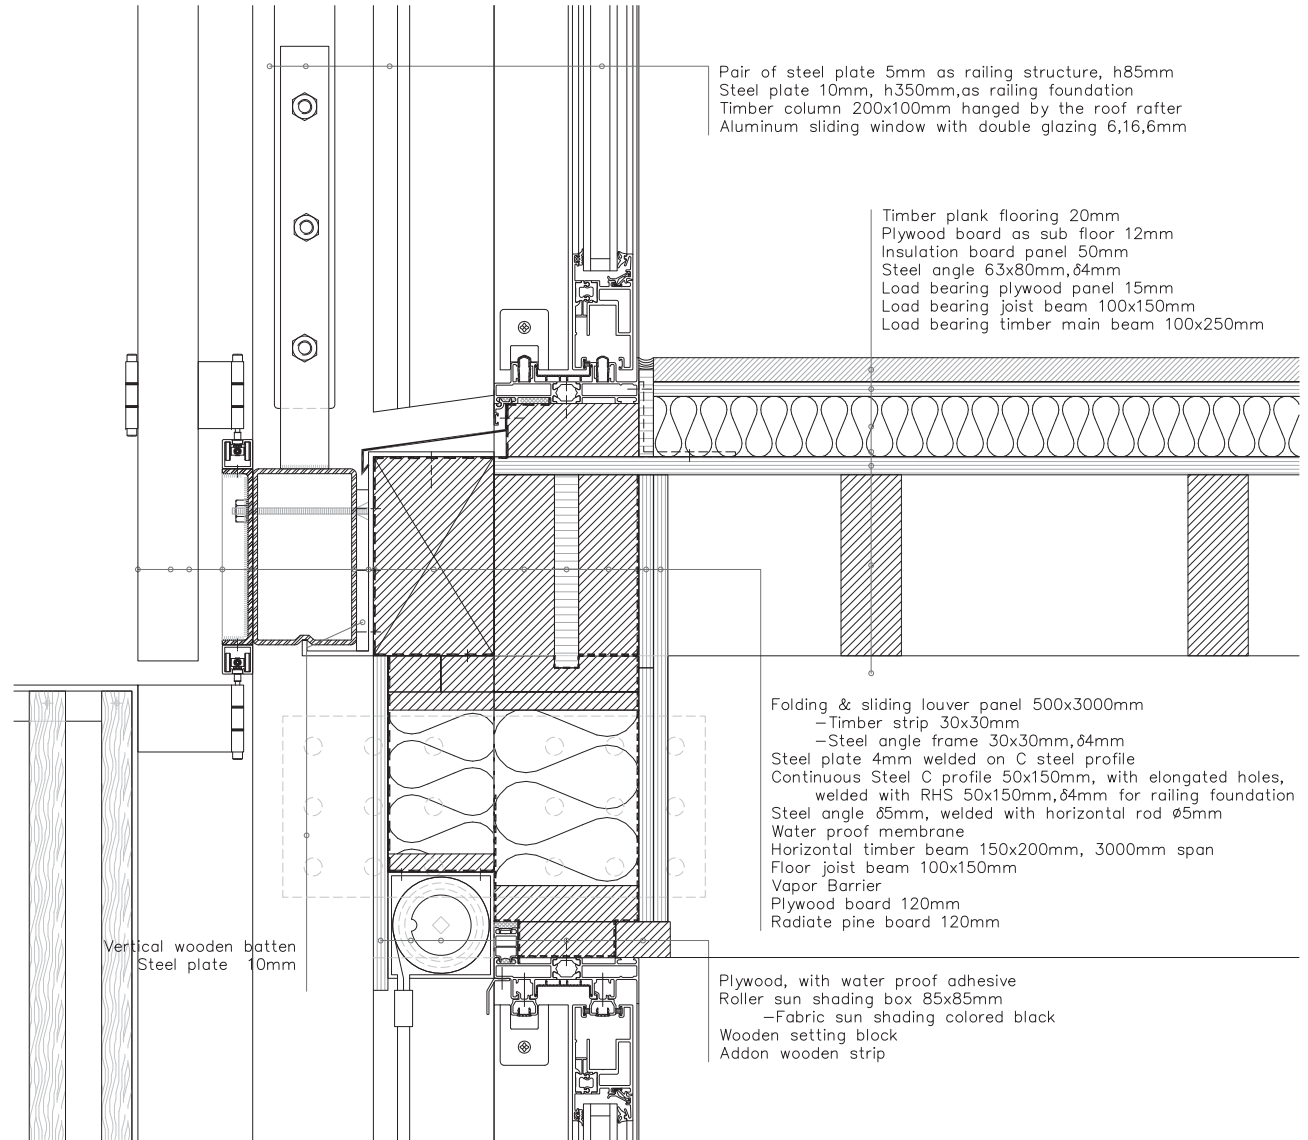 Pair of steel plate 5mm as railing structure, h85mm
Steel plate 10mm, h350mm,as railing foundation
Timber column 200x100mm hanged by the roof rafter
Aluminum sliding window with double glazing 6,16,6mm
Timber plank flooring 20mm
Plywood board as sub floor 12mm
Insulation board panel 50mm
Steel angle 63x80mm,δ4mm
Load bearing plywood panel 15mm
Load bearing joist beam 100x150mm
Load bearing timber main beam 100x250mm
Folding & sliding louver panel 500x3000mm
–Timber strip 30x30mm
–Steel angle frame 30x30mm,δ4mm
Steel plate 4mm welded on C steel profile
Continuous Steel C profile 50x150mm, with elongated holes,
welded with RHS 50x150mm,δ4mm for railing foundation
Steel angle δ5mm, welded with horizontal rod Ø5mm
Water proof membrane
Horizontal timber beam 150x200mm, 3000mm span
Floor joist beam 100x150mm
Vapor Barrier
Plywood board 120mm
Radiate pine board 120mm
Vertical wooden batten
Steel plate 10mm
Plywood, with water proof adhesive
Roller sun shading box 85x85mm
–Fabric sun shading colored black
Wooden setting block
Addon wooden strip